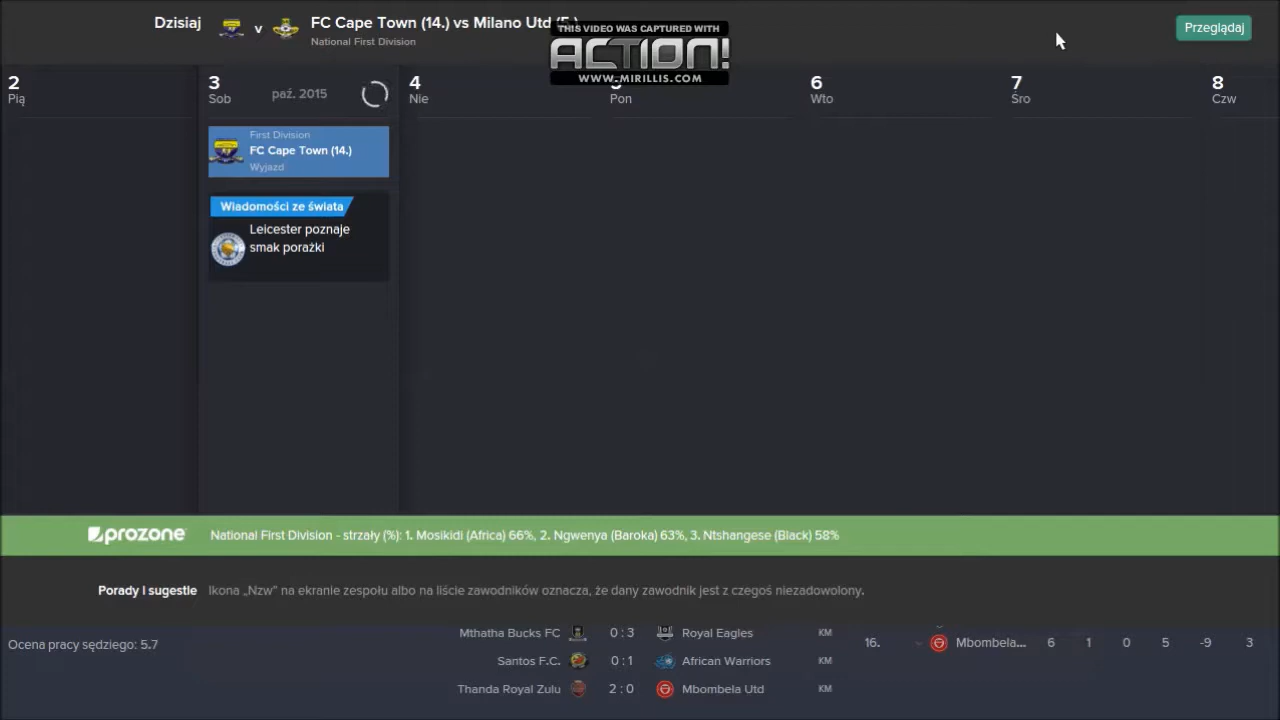 Dzisiaj
v
FC Cape Town (14.) vs Milano Utd (5.)
National First Division
THIS VIDEO WAS CAPTURED WITH
ACTION!
WWW.MIRILLIS.COM
Przeglądaj
2
Pią
3
Sob
paź. 2015
4
Nie
Pon
6
Wto
7
Śro
8
Czw
First Division
FC Cape Town (14.)
Wyjazd
Wiadomości ze świata
Leicester poznaje
smak porażki
prozone
National First Division - strzały (%): 1. Mosikidi (Africa) 66%, 2. Ngwenya (Baroka) 63%, 3. Ntshangese (Black) 58%
Porady i sugestie
Ikona „Nzw” na ekranie zespołu albo na liście zawodników oznacza, że dany zawodnik jest z czegoś niezadowolony.
Ocena pracy sędziego: 5.7
Mthatha Bucks FC 0 : 3 Royal Eagles KM
16. Mbombela... 6 1 0 5 -9 3
Santos F.C. 0 : 1 African Warriors KM
Thanda Royal Zulu 2 : 0 Mbombela Utd KM